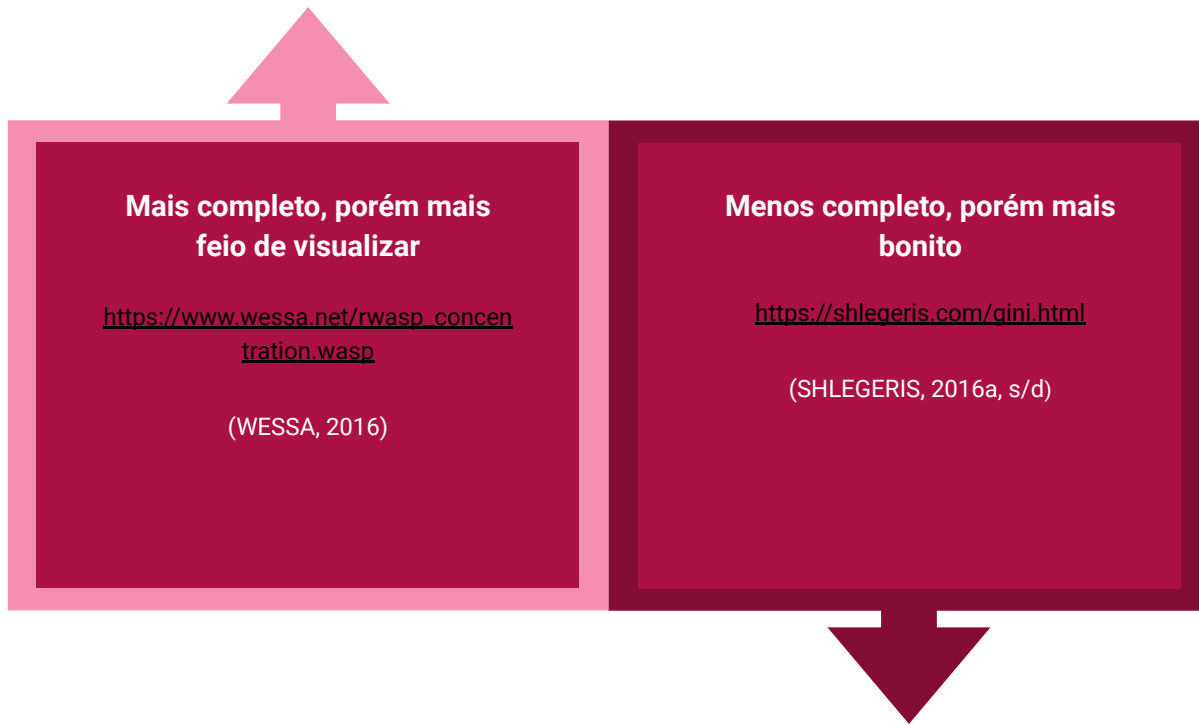 Mais completo, porém mais
feio de visualizar
https://www.wessa.net/rwasp_concen
tration.wasp
(WESSA, 2016)
Menos completo, porém mais
bonito
https://shlegeris.com/gini.html
(SHLEGERIS, 2016a, s/d)